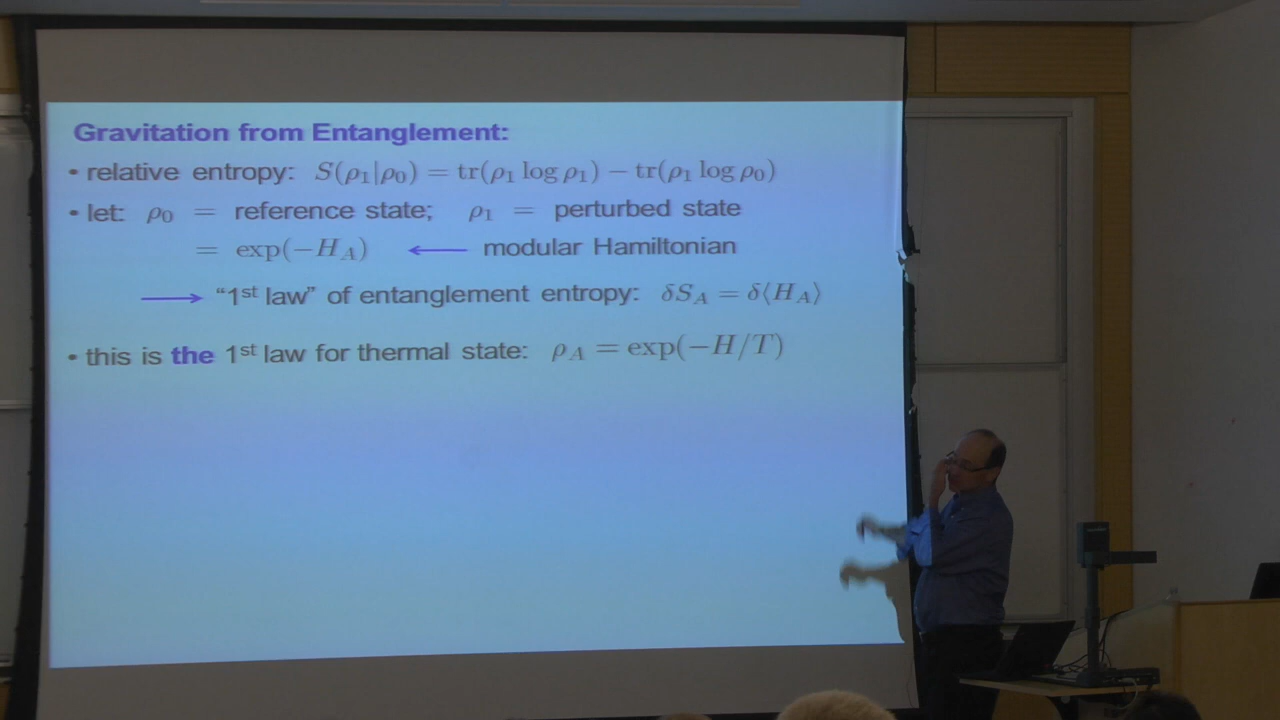 Gravitation from Entanglement:
• relative entropy: S(ρ₁|ρ₀) = tr(ρ₁ log ρ₁) − tr(ρ₁ log ρ₀)
• let: ρ₀ = reference state; ρ₁ = perturbed state
= exp(−H_A) ⟵ modular Hamiltonian
⟶ “1st law” of entanglement entropy: δS_A = δ⟨H_A⟩
• this is the 1st law for thermal state: ρ_A = exp(−H/T)